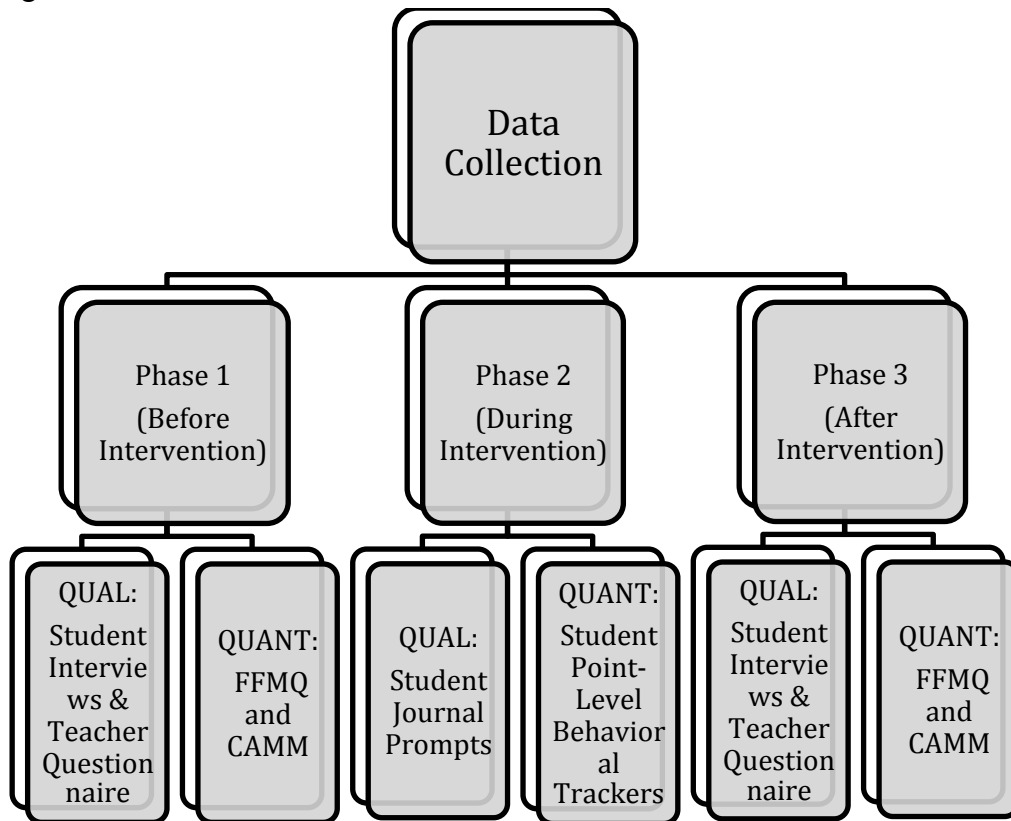 Data
Collection
Phase 1
(Before
Intervention)
Phase 2
(During
Intervention)
Phase 3
(After
Intervention)
QUAL:
Student
Intervie
ws &
Teacher
Question
naire
QUANT:
FFMQ
and
CAMM
QUAL:
Student
Journal
Prompts
QUANT:
Student
Point-
Level
Behavior
al
Trackers
QUAL:
Student
Intervie
ws &
Teacher
Question
naire
QUANT:
FFMQ
and
CAMM